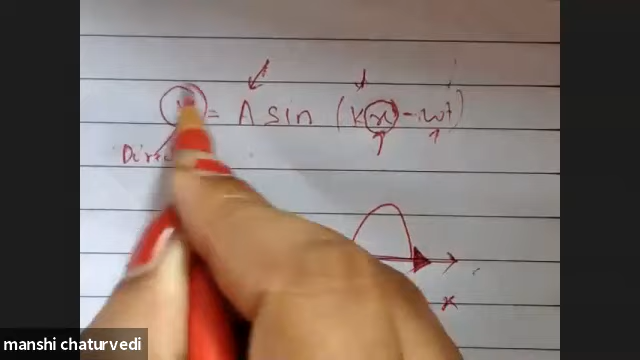 = A sin (kx - ωt)
x
manshi chaturvedi